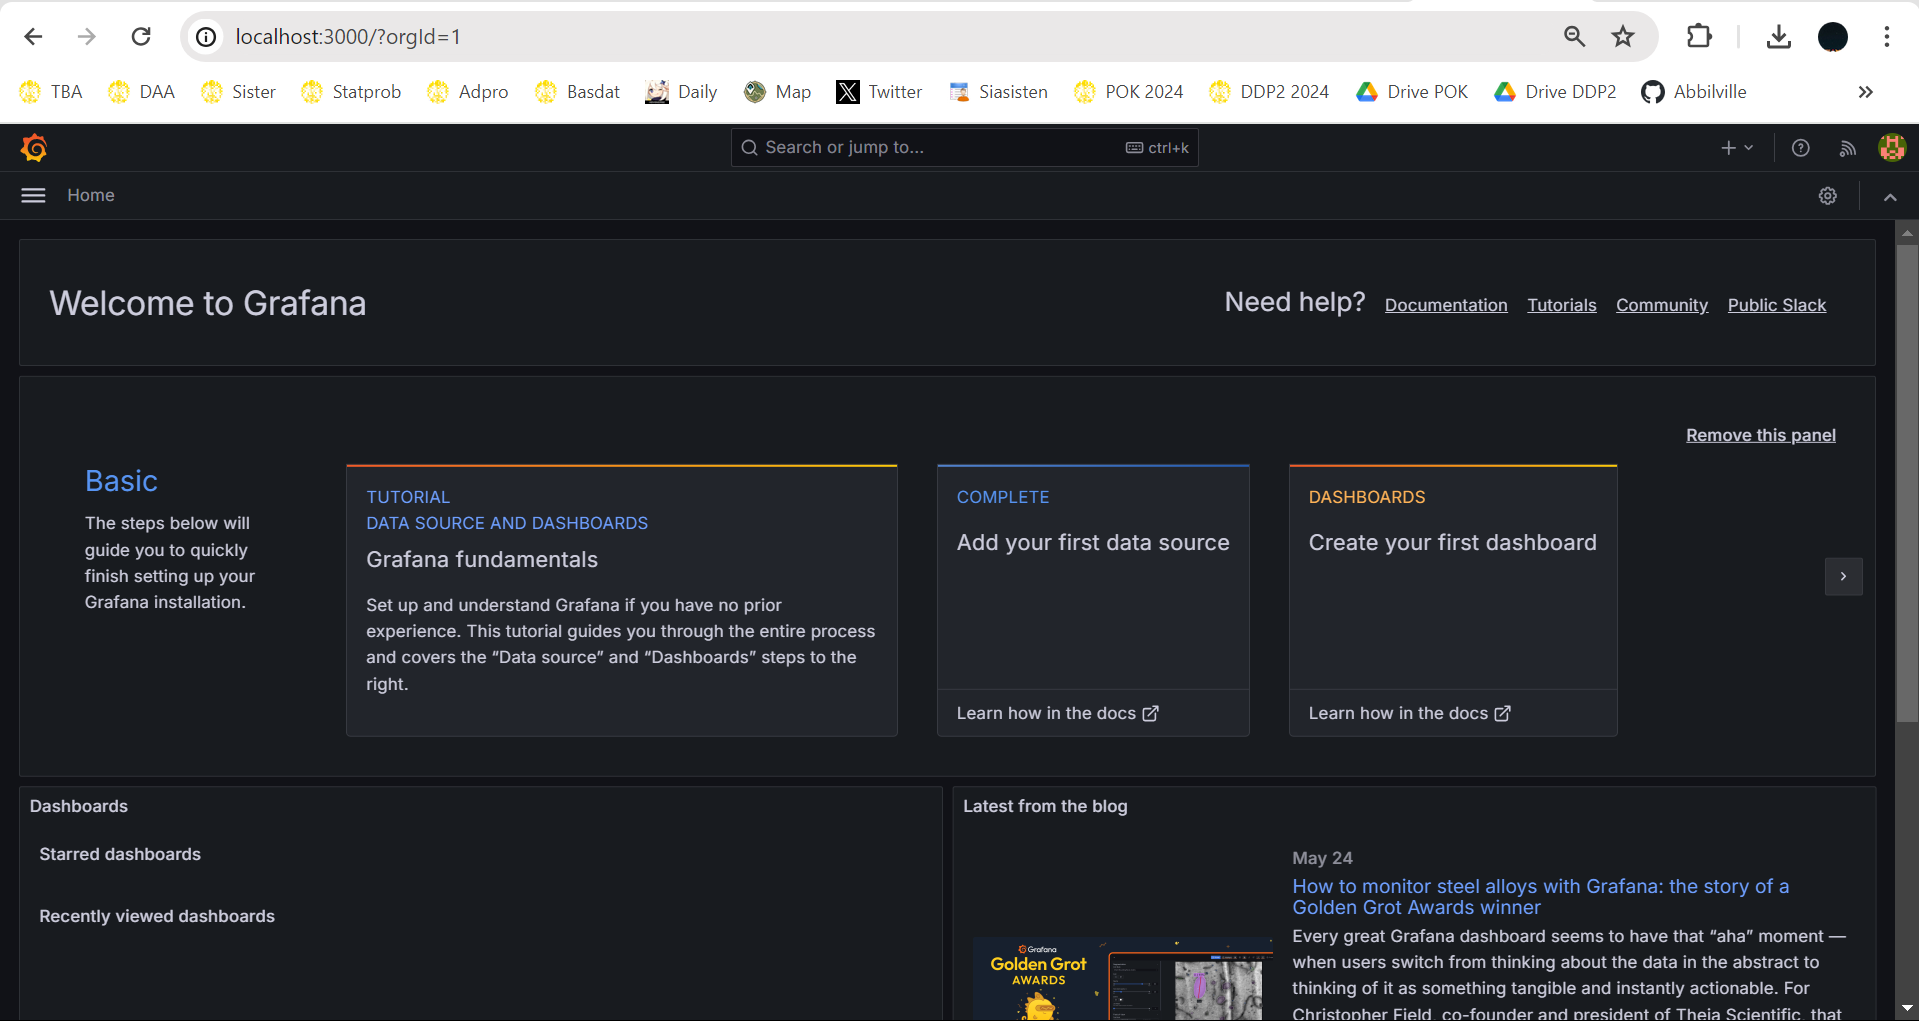 localhost:3000/?orgId=1
TBA DAA Sister Statprob Adpro Basdat Daily Map Twitter Siasisten POK 2024 DDP2 2024 Drive POK Drive DDP2 Abbilville
Search or jump to... ctrl+k
Home
Welcome to Grafana
Need help? Documentation Tutorials Community Public Slack
Remove this panel
Basic
The steps below will
guide you to quickly
finish setting up your
Grafana installation.
TUTORIAL
DATA SOURCE AND DASHBOARDS
Grafana fundamentals
Set up and understand Grafana if you have no prior
experience. This tutorial guides you through the entire process
and covers the “Data source” and “Dashboards” steps to the
right.
COMPLETE
Add your first data source
Learn how in the docs
DASHBOARDS
Create your first dashboard
Learn how in the docs
Dashboards
Starred dashboards
Recently viewed dashboards
Latest from the blog
Grafana
Golden Grot
AWARDS
May 24
How to monitor steel alloys with Grafana: the story of a
Golden Grot Awards winner
Every great Grafana dashboard seems to have that “aha” moment —
when users switch from thinking about the data in the abstract to
thinking of it as something tangible and instantly actionable. For
Christopher Field, co-founder and president of Theia Scientific, that